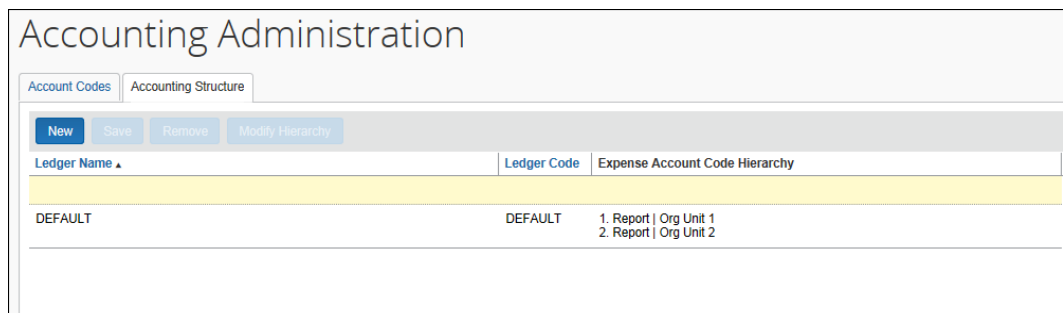 Accounting Administration
Account Codes Accounting Structure
New Save Remove Modify Hierarchy
Ledger Name Ledger Code Expense Account Code Hierarchy
DEFAULT DEFAULT 1. Report | Org Unit 1
2. Report | Org Unit 2